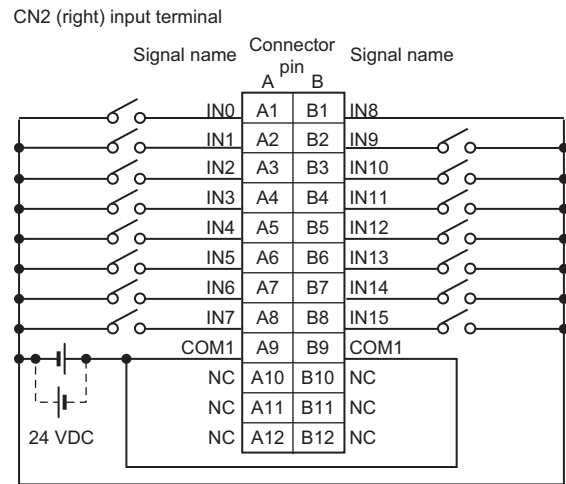 CN2 (right) input terminal
Signal name Connector pin Signal name
A B
IN0 A1 B1 IN8
IN1 A2 B2 IN9
IN2 A3 B3 IN10
IN3 A4 B4 IN11
IN4 A5 B5 IN12
IN5 A6 B6 IN13
IN6 A7 B7 IN14
IN7 A8 B8 IN15
COM1 A9 B9 COM1
NC A10 B10 NC
NC A11 B11 NC
NC A12 B12 NC
24 VDC